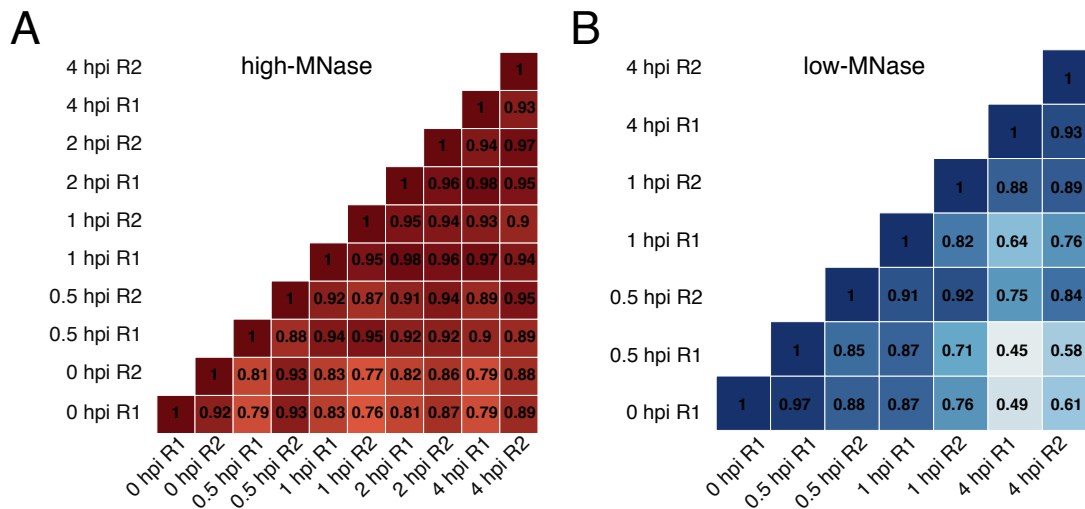 A
high-MNase
4 hpi R2 1
4 hpi R1 1 0.93
2 hpi R2 1 0.94 0.97
2 hpi R1 1 0.96 0.98 0.95
1 hpi R2 1 0.95 0.94 0.93 0.9
1 hpi R1 1 0.95 0.98 0.96 0.97 0.94
0.5 hpi R2 1 0.92 0.87 0.91 0.94 0.89 0.95
0.5 hpi R1 1 0.88 0.94 0.95 0.92 0.92 0.9 0.89
0 hpi R2 1 0.81 0.93 0.83 0.77 0.82 0.86 0.79 0.88
0 hpi R1 1 0.92 0.79 0.93 0.83 0.76 0.81 0.87 0.79 0.89
0 hpi R1
0 hpi R2
0.5 hpi R1
0.5 hpi R2
1 hpi R1
1 hpi R2
2 hpi R1
2 hpi R2
4 hpi R1
4 hpi R2
B
low-MNase
4 hpi R2 1
4 hpi R1 1 0.93
1 hpi R2 1 0.88 0.89
1 hpi R1 1 0.82 0.64 0.76
0.5 hpi R2 1 0.91 0.92 0.75 0.84
0.5 hpi R1 1 0.85 0.87 0.71 0.45 0.58
0 hpi R1 1 0.97 0.88 0.87 0.76 0.49 0.61
0 hpi R1
0.5 hpi R1
0.5 hpi R2
1 hpi R1
1 hpi R2
4 hpi R1
4 hpi R2